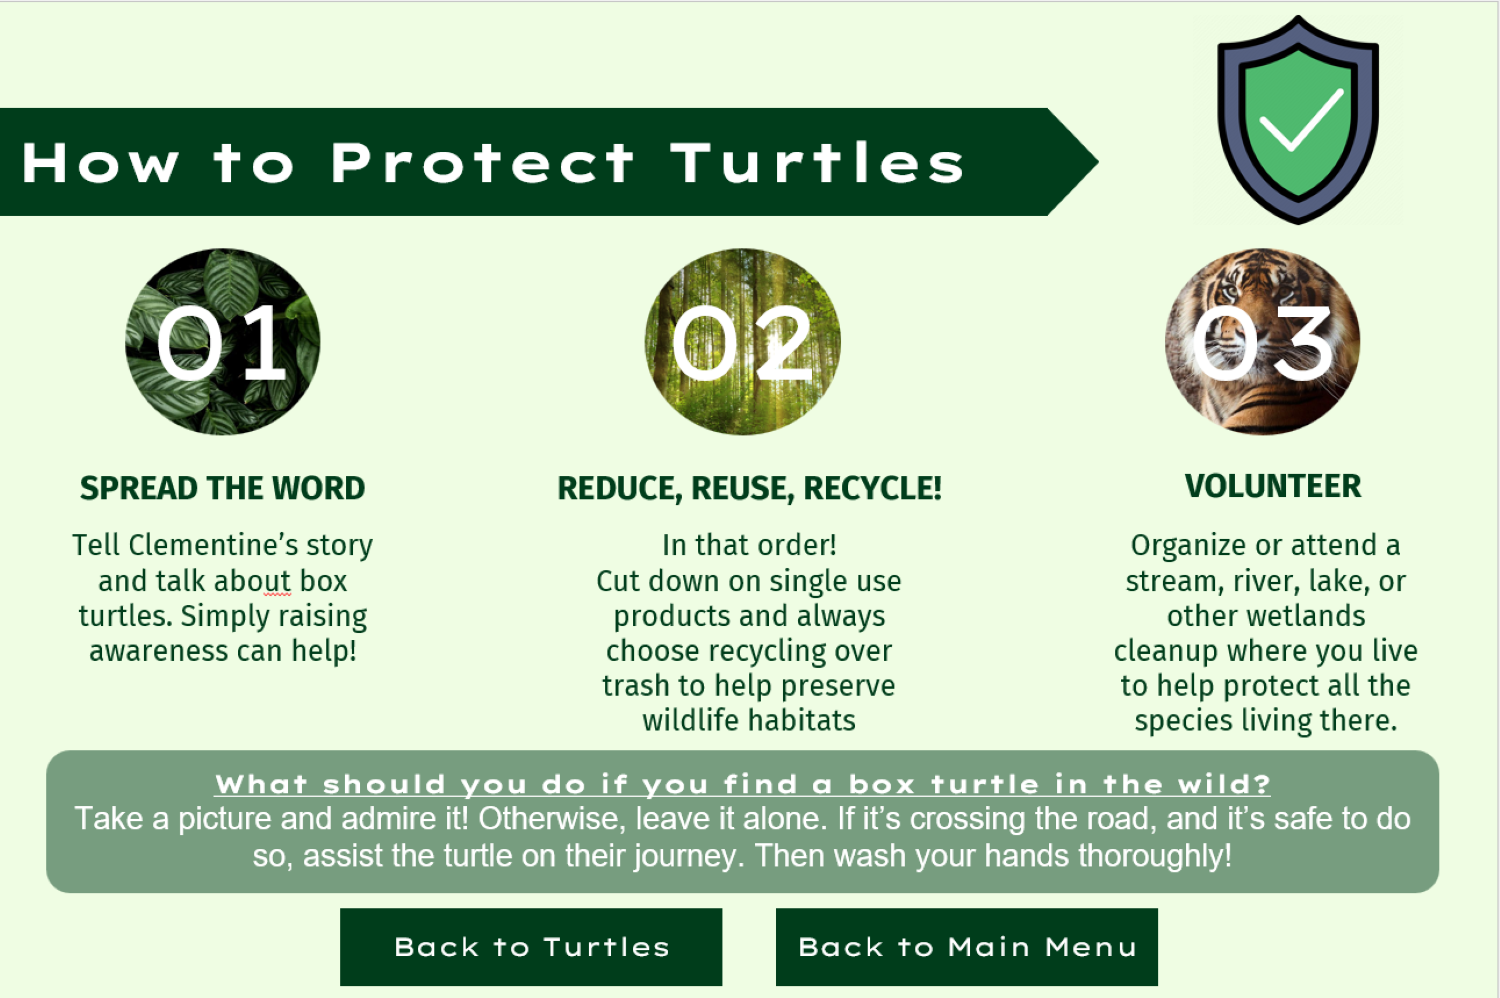 How to Protect Turtles
01
02
03
SPREAD THE WORD
Tell Clementine’s story
and talk about box
turtles. Simply raising
awareness can help!
REDUCE, REUSE, RECYCLE!
In that order!
Cut down on single use
products and always
choose recycling over
trash to help preserve
wildlife habitats
VOLUNTEER
Organize or attend a
stream, river, lake, or
other wetlands
cleanup where you live
to help protect all the
species living there.
What should you do if you find a box turtle in the wild?
Take a picture and admire it! Otherwise, leave it alone. If it’s crossing the road, and it’s safe to do
so, assist the turtle on their journey. Then wash your hands thoroughly!
Back to Turtles
Back to Main Menu